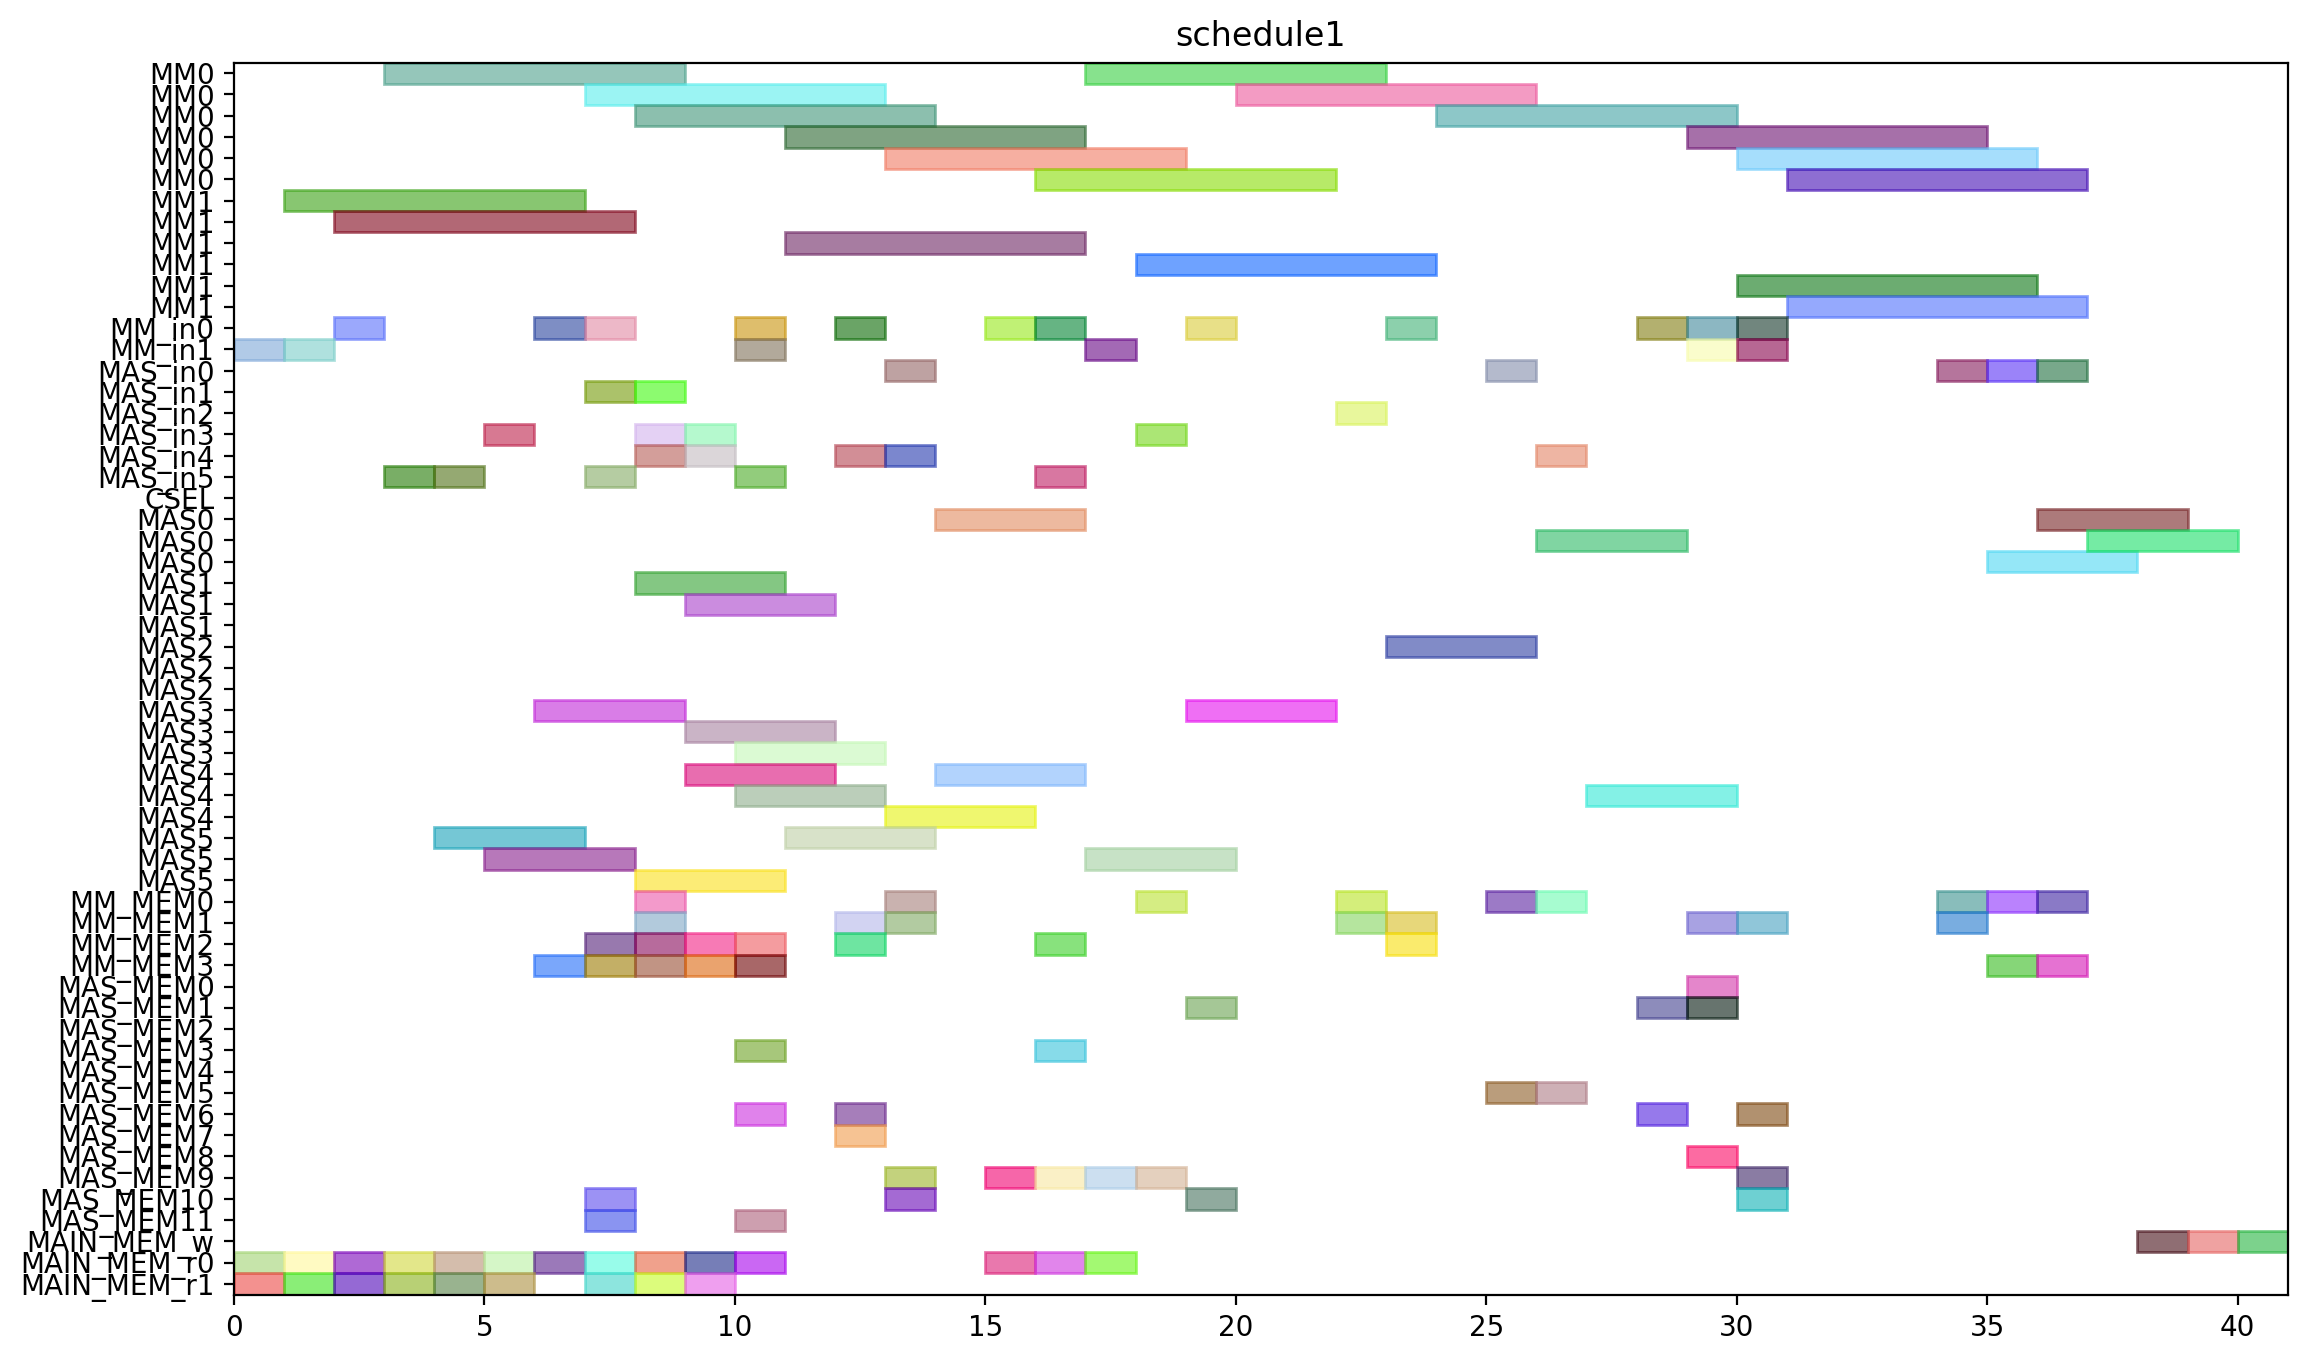 schedule1
MM0
MM0
MM0
MM0
MM0
MM0
MM1
MM1
MM1
MM1
MM1
MM1
MM_in0
MM_in1
MAS_in0
MAS_in1
MAS_in2
MAS_in3
MAS_in4
MAS_in5
CSEL
MAS0
MAS0
MAS0
MAS1
MAS1
MAS1
MAS2
MAS2
MAS2
MAS3
MAS3
MAS3
MAS4
MAS4
MAS4
MAS5
MAS5
MAS5
MM_MEM0
MM_MEM1
MM_MEM2
MM_MEM3
MAS_MEM0
MAS_MEM1
MAS_MEM2
MAS_MEM3
MAS_MEM4
MAS_MEM5
MAS_MEM6
MAS_MEM7
MAS_MEM8
MAS_MEM9
MAS_MEM10
MAS_MEM11
MAIN_MEM_w
MAIN_MEM_r0
MAIN_MEM_r1
0 5 10 15 20 25 30 35 40